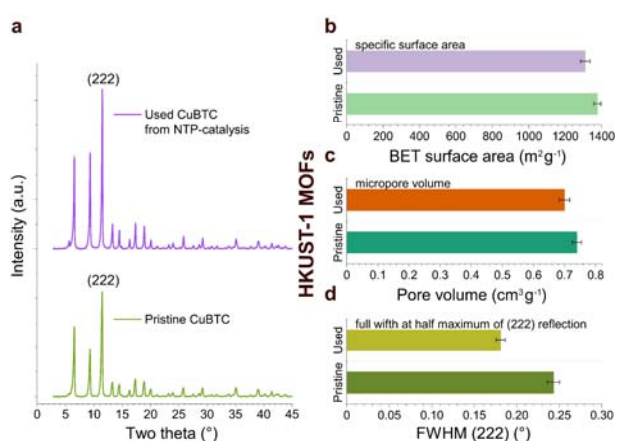 a
(222)
Used CuBTC
from NTP-catalysis
(222)
Pristine CuBTC
Intensity (a.u.)
0 5 10 15 20 25 30 35 40 45
Two theta (°)
HKUST-1 MOFs
b
specific surface area
Used
Pristine
0 200 400 600 800 1000 1200 1400
BET surface area (m²g⁻¹)
c
micropore volume
Used
Pristine
0 0.1 0.2 0.3 0.4 0.5 0.6 0.7 0.8
Pore volume (cm³g⁻¹)
d
full wifth at half maximum of (222) reflection
Used
Pristine
0 0.05 0.10 0.15 0.20 0.25 0.30
FWHM (222) (°)